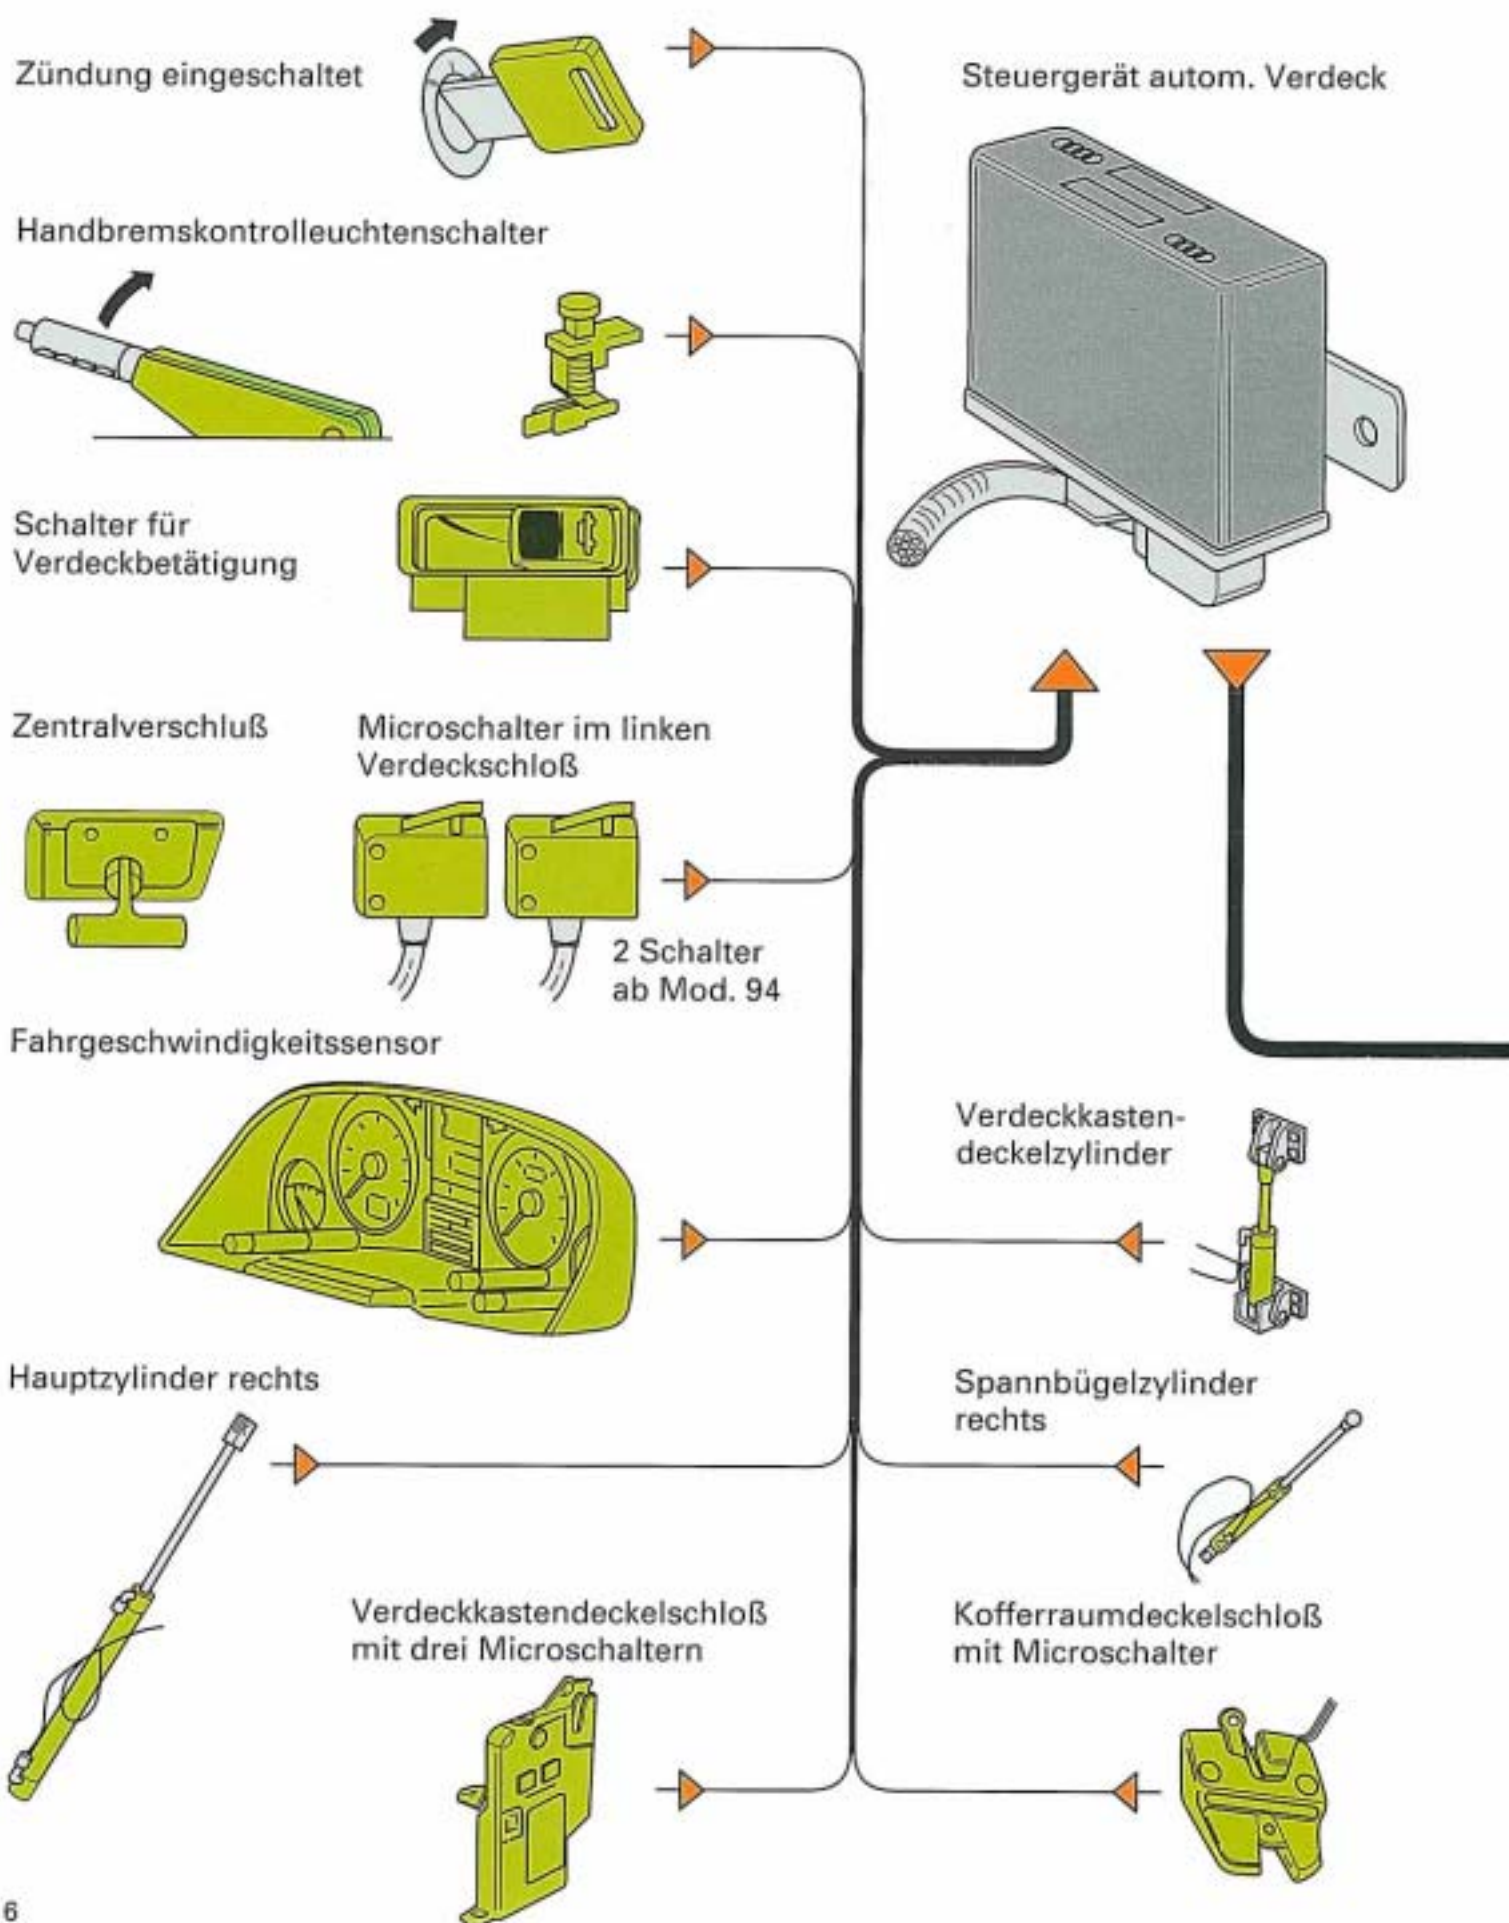 Zündung eingeschaltet
Steuergerät autom. Verdeck
Handbremskontrolleuchtenschalter
Schalter für
Verdeckbetätigung
Zentralverschluß
Microschalter im linken
Verdeckschloß
2 Schalter
ab Mod. 94
Fahrgeschwindigkeitssensor
Verdeckkasten-
deckelzylinder
Hauptzylinder rechts
Spannbügelzylinder
rechts
Verdeckkastendeckelschloß
mit drei Microschaltern
Kofferraumdeckelschloß
mit Microschalter
6